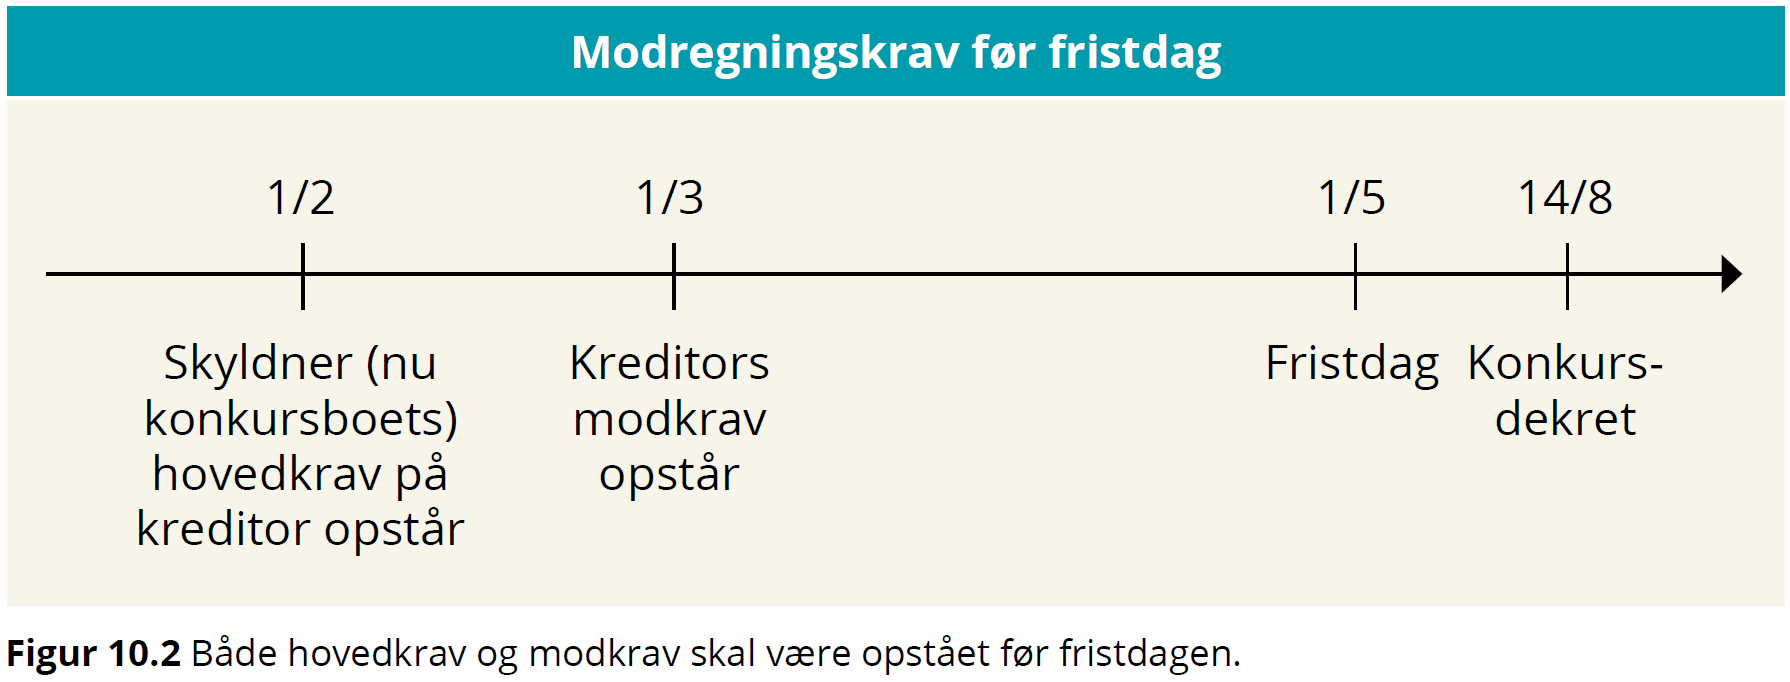 Modregningskrav før fristdag
1/2
1/3
1/5
14/8
Skyldner (nu
konkursboets)
hovedkrav på
kreditor opstår
Kreditors
modkrav
opstår
Fristdag
Konkurs-
dekret
Figur 10.2 Både hovedkrav og modkrav skal være opstået før fristdagen.